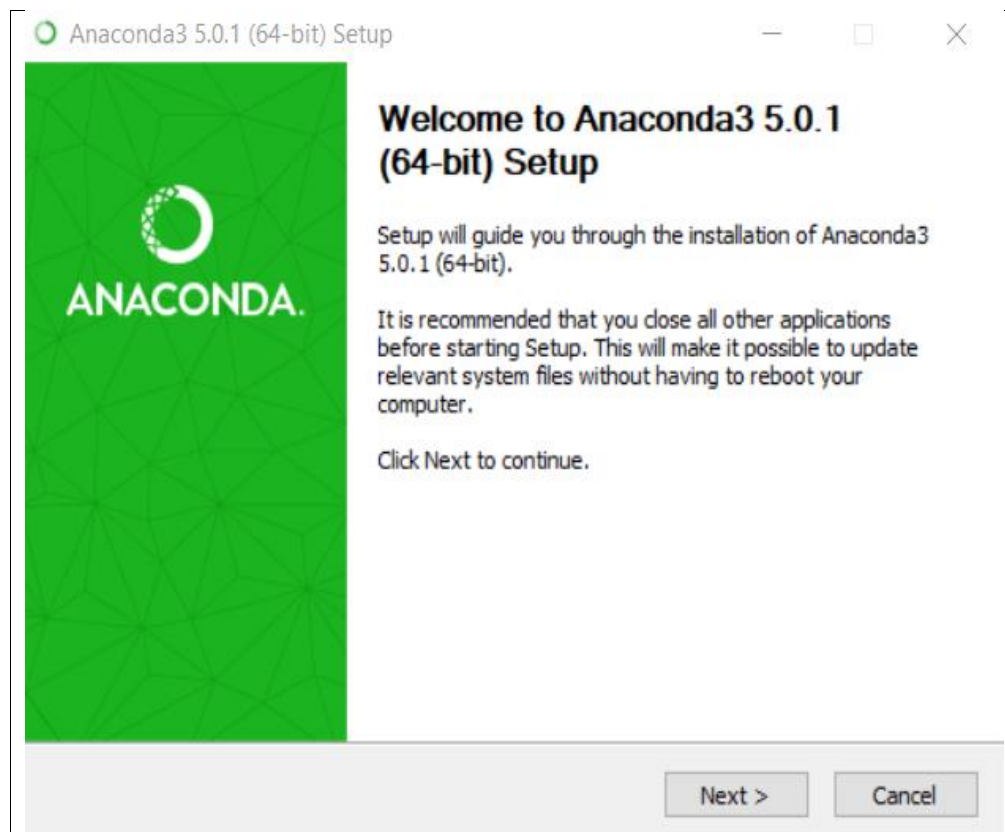 Anaconda3 5.0.1 (64-bit) Setup
Welcome to Anaconda3 5.0.1
(64-bit) Setup
ANACONDA.
Setup will guide you through the installation of Anaconda3
5.0.1 (64-bit).
It is recommended that you close all other applications
before starting Setup. This will make it possible to update
relevant system files without having to reboot your
computer.
Click Next to continue.
Next >
Cancel